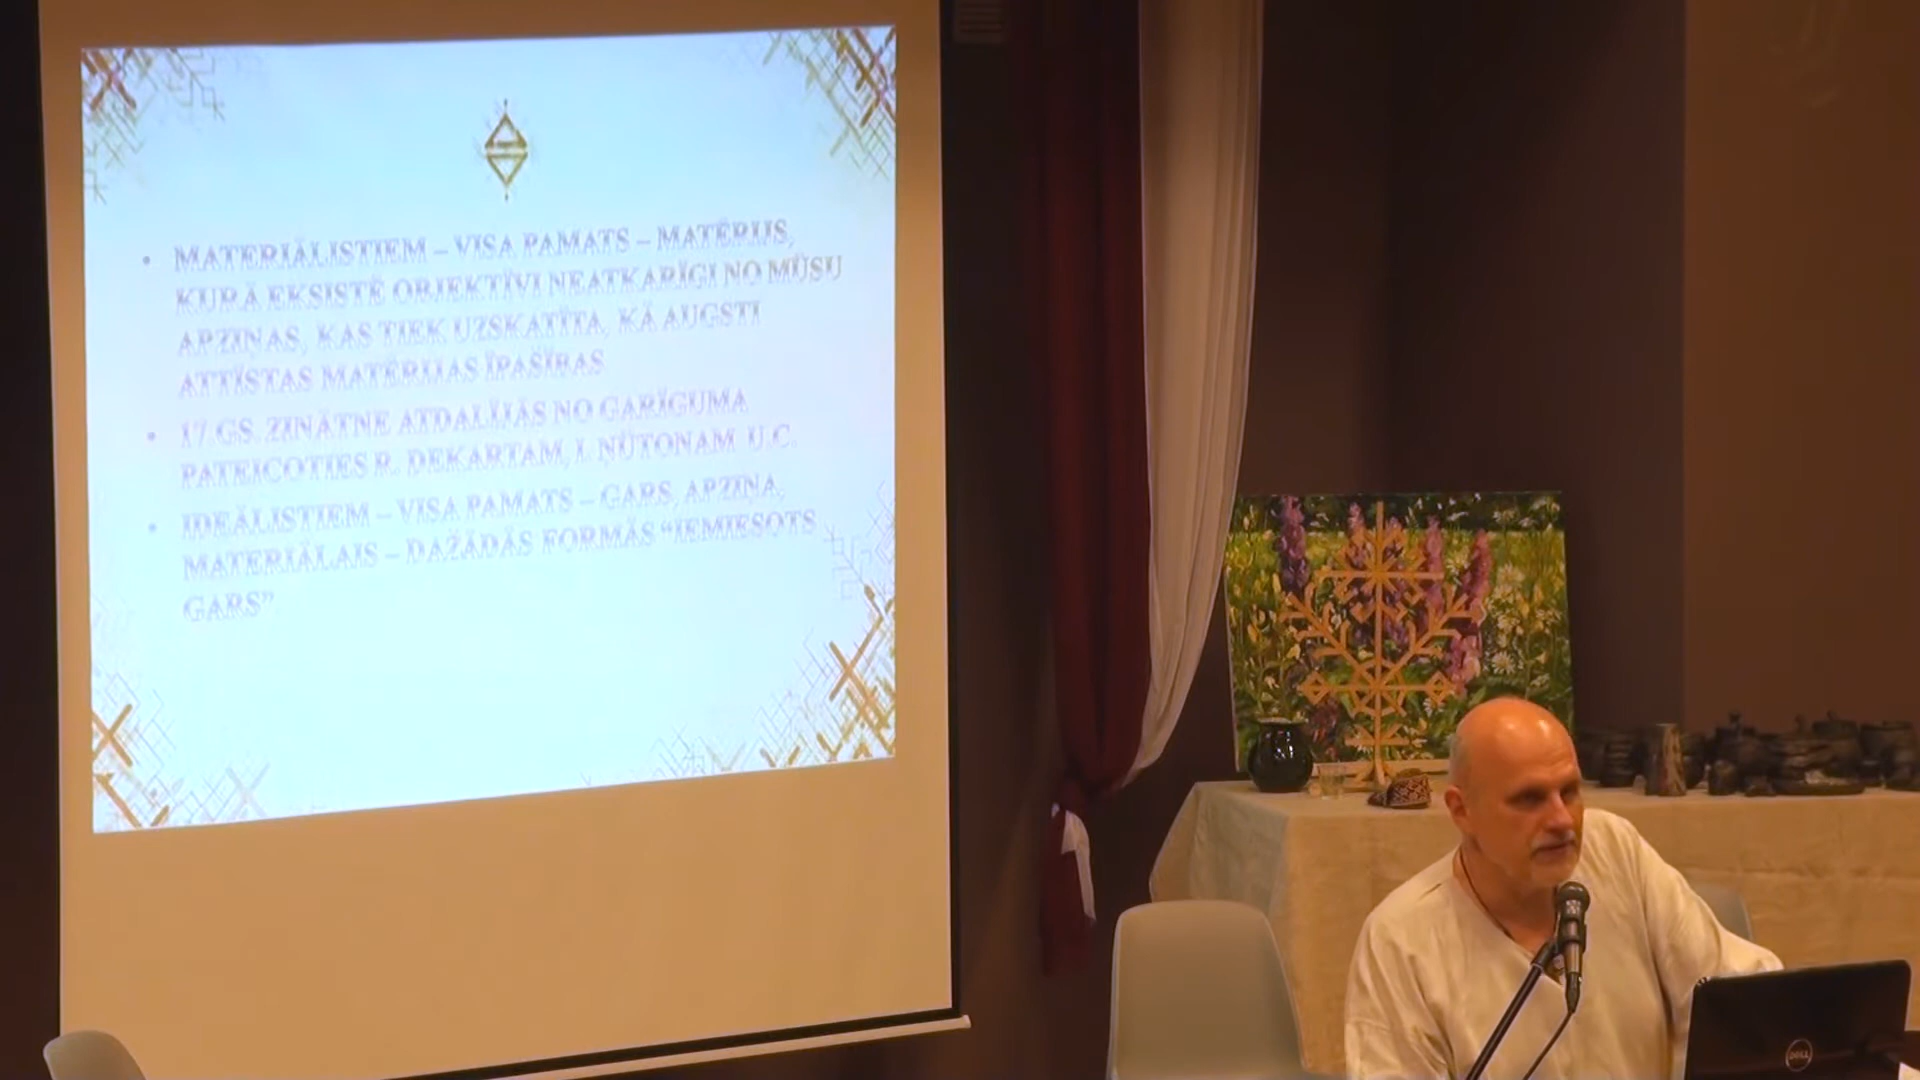 MATERIĀLISTIEM – VISA PAMATS – MATĒRIJS,
KURĀ EKSISTĒ OBJEKTĪVI NEATKARĪGI NO MŪSU
APZIŅAS, KAS TIEK UZSKATĪTA, KĀ AUGSTI
ATTĪSTAS MATĒRIJAS ĪPAŠĪBAS
17.GS. ZINĀTNE ATDALĪJĀS NO GARĪGUMA
PATEICOTIES R. DEKARTAM, I. ŅŪTONAM U.C.
IDEĀLISTIEM – VISA PAMATS – GARS, APZIŅA,
MATERIĀLAIS – DAŽĀDĀS FORMĀS “IEMIESOTS
GARS”
DELL